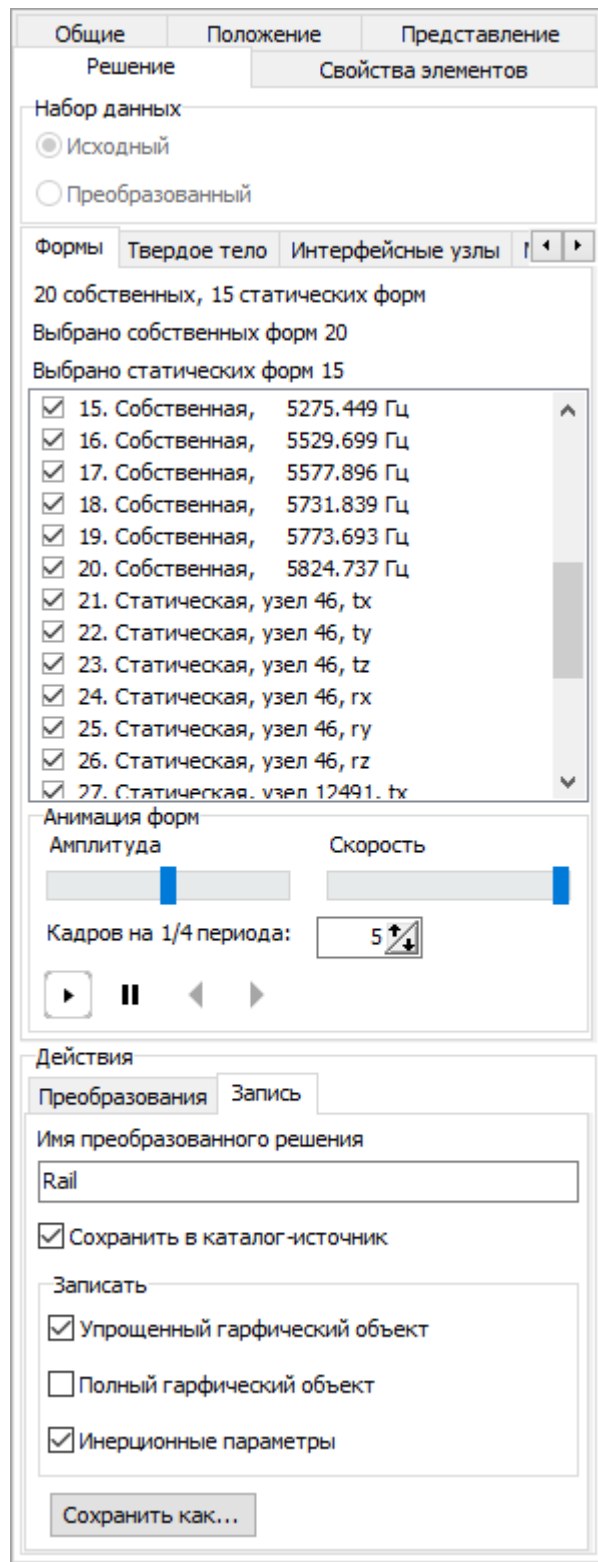 Общие Положение Представление
Решение Свойства элементов
Набор данных
Исходный
Преобразованный
Формы Твердое тело Интерфейсные узлы
20 собственных, 15 статических форм
Выбрано собственных форм 20
Выбрано статических форм 15
15. Собственная, 5275.449 Гц
16. Собственная, 5529.699 Гц
17. Собственная, 5577.896 Гц
18. Собственная, 5731.839 Гц
19. Собственная, 5773.693 Гц
20. Собственная, 5824.737 Гц
21. Статическая, узел 46, tx
22. Статическая, узел 46, ty
23. Статическая, узел 46, tz
24. Статическая, узел 46, rx
25. Статическая, узел 46, ry
26. Статическая, узел 46, rz
27. Статическая, узел 12491, tx
Анимация форм
Амплитуда Скорость
Кадров на 1/4 периода: 5
Действия
Преобразования Запись
Имя преобразованного решения
Rail
Сохранить в каталог-источник
Записать
Упрощенный гарфический объект
Полный гарфический объект
Инерционные параметры
Сохранить как...